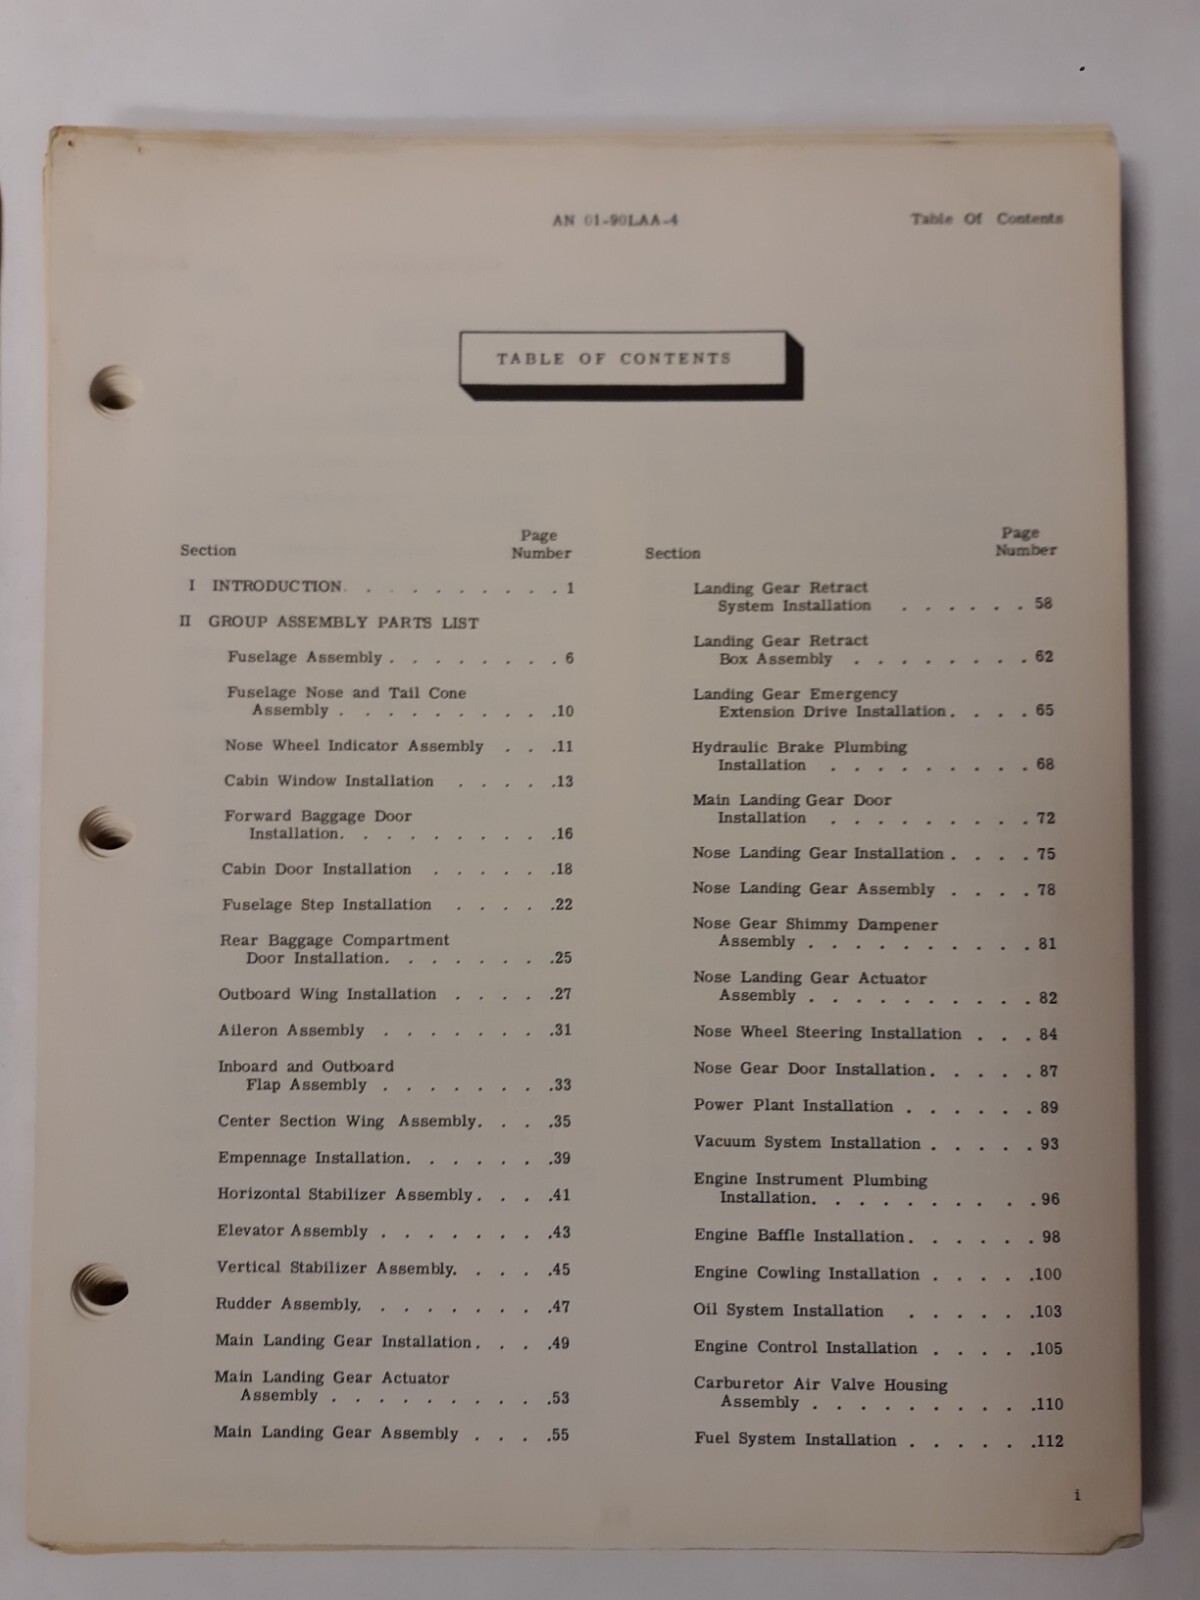 AN 01-90LAA-4 Table Of Contents
TABLE OF CONTENTS
Section Page Number
I INTRODUCTION. . . . . . . . . . 1
II GROUP ASSEMBLY PARTS LIST
Fuselage Assembly . . . . . . . . 6
Fuselage Nose and Tail Cone
Assembly . . . . . . . . . .10
Nose Wheel Indicator Assembly . . .11
Cabin Window Installation . . . . .13
Forward Baggage Door
Installation. . . . . . . . . .16
Cabin Door Installation . . . . . .18
Fuselage Step Installation . . . . .22
Rear Baggage Compartment
Door Installation. . . . . . . .25
Outboard Wing Installation . . . . .27
Aileron Assembly . . . . . . . .31
Inboard and Outboard
Flap Assembly . . . . . . . .33
Center Section Wing Assembly. . . .35
Empennage Installation. . . . . . .39
Horizontal Stabilizer Assembly . . . .41
Elevator Assembly . . . . . . . .43
Vertical Stabilizer Assembly. . . . .45
Rudder Assembly. . . . . . . . .47
Main Landing Gear Installation . . . .49
Main Landing Gear Actuator
Assembly . . . . . . . . . .53
Main Landing Gear Assembly . . . .55
Section Page Number
Landing Gear Retract
System Installation . . . . . . 58
Landing Gear Retract
Box Assembly . . . . . . . . 62
Landing Gear Emergency
Extension Drive Installation. . . . 65
Hydraulic Brake Plumbing
Installation . . . . . . . . . 68
Main Landing Gear Door
Installation . . . . . . . . . 72
Nose Landing Gear Installation . . . . 75
Nose Landing Gear Assembly . . . . 78
Nose Gear Shimmy Dampener
Assembly . . . . . . . . . . 81
Nose Landing Gear Actuator
Assembly . . . . . . . . . . 82
Nose Wheel Steering Installation . . . 84
Nose Gear Door Installation. . . . . 87
Power Plant Installation . . . . . . 89
Vacuum System Installation . . . . . 93
Engine Instrument Plumbing
Installation. . . . . . . . . . 96
Engine Baffle Installation. . . . . . 98
Engine Cowling Installation . . . . .100
Oil System Installation . . . . . .103
Engine Control Installation . . . . .105
Carburetor Air Valve Housing
Assembly . . . . . . . . . .110
Fuel System Installation . . . . . .112
i